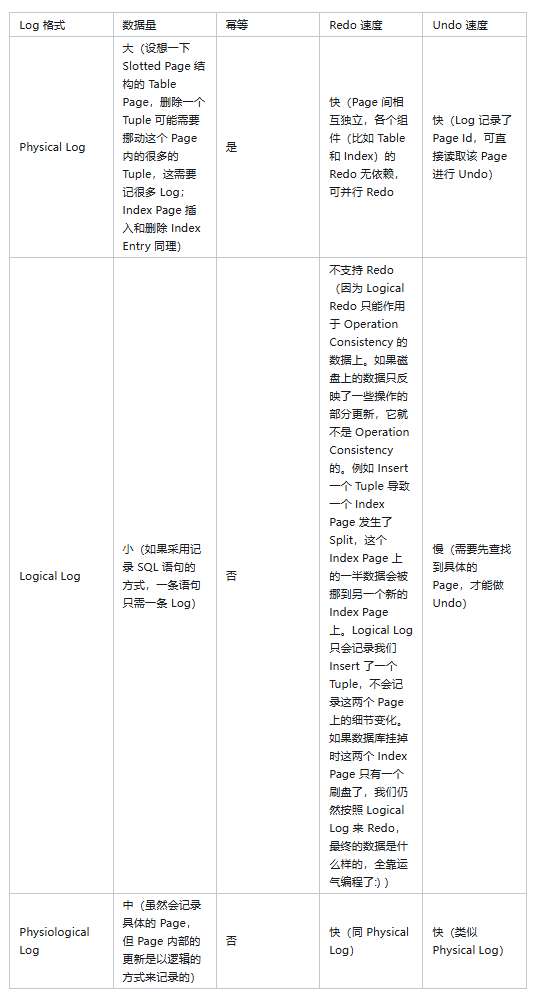 Log 格式
数据量
幂等
Redo 速度
Undo 速度
Physical Log
大（设想一下
Slotted Page 结
构的 Table
Page，删除一个
Tuple 可能需要
挪动这个 Page
内的很多的
Tuple，这需要
记很多 Log；
Index Page 插
入和删除 Index
Entry 同理）
是
快（Page 间相
互独立，各个组
件（比如 Table
和 Index）的
Redo 无依赖，
可并行 Redo
快（Log 记录了
Page Id，可直
接读取该 Page
进行 Undo）
Logical Log
小（如果采用记
录 SQL 语句的
方式，一条语句
只需一条 Log）
否
不支持 Redo
（因为 Logical
Redo 只能作用
于 Operation
Consistency 的
数据上。如果磁
盘上的数据只反
映了一些操作的
部分更新，它就
不是 Operation
Consistency
的。例如 Insert
一个 Tuple 导致
一个 Index
Page 发生了
Split，这个
Index Page 上
的一半数据会被
挪到另一个新的
Index Page
上。Logical Log
只会记录我们
Insert 了一个
Tuple，不会记
录这两个 Page
上的细节变化。
如果数据库挂掉
时这两个 Index
Page 只有一个
刷盘了，我们仍
然按照 Logical
Log 来 Redo，
最终的数据是什
么样的，全靠运
气编程了:) ）
慢（需要先查找
到具体的
Page，才能做
Undo）
Physiological
Log
中（虽然会记录
具体的 Page，
但 Page 内部的
更新是以逻辑的
方式来记录的）
否
快（同 Physical
Log）
快（类似
Physical Log）